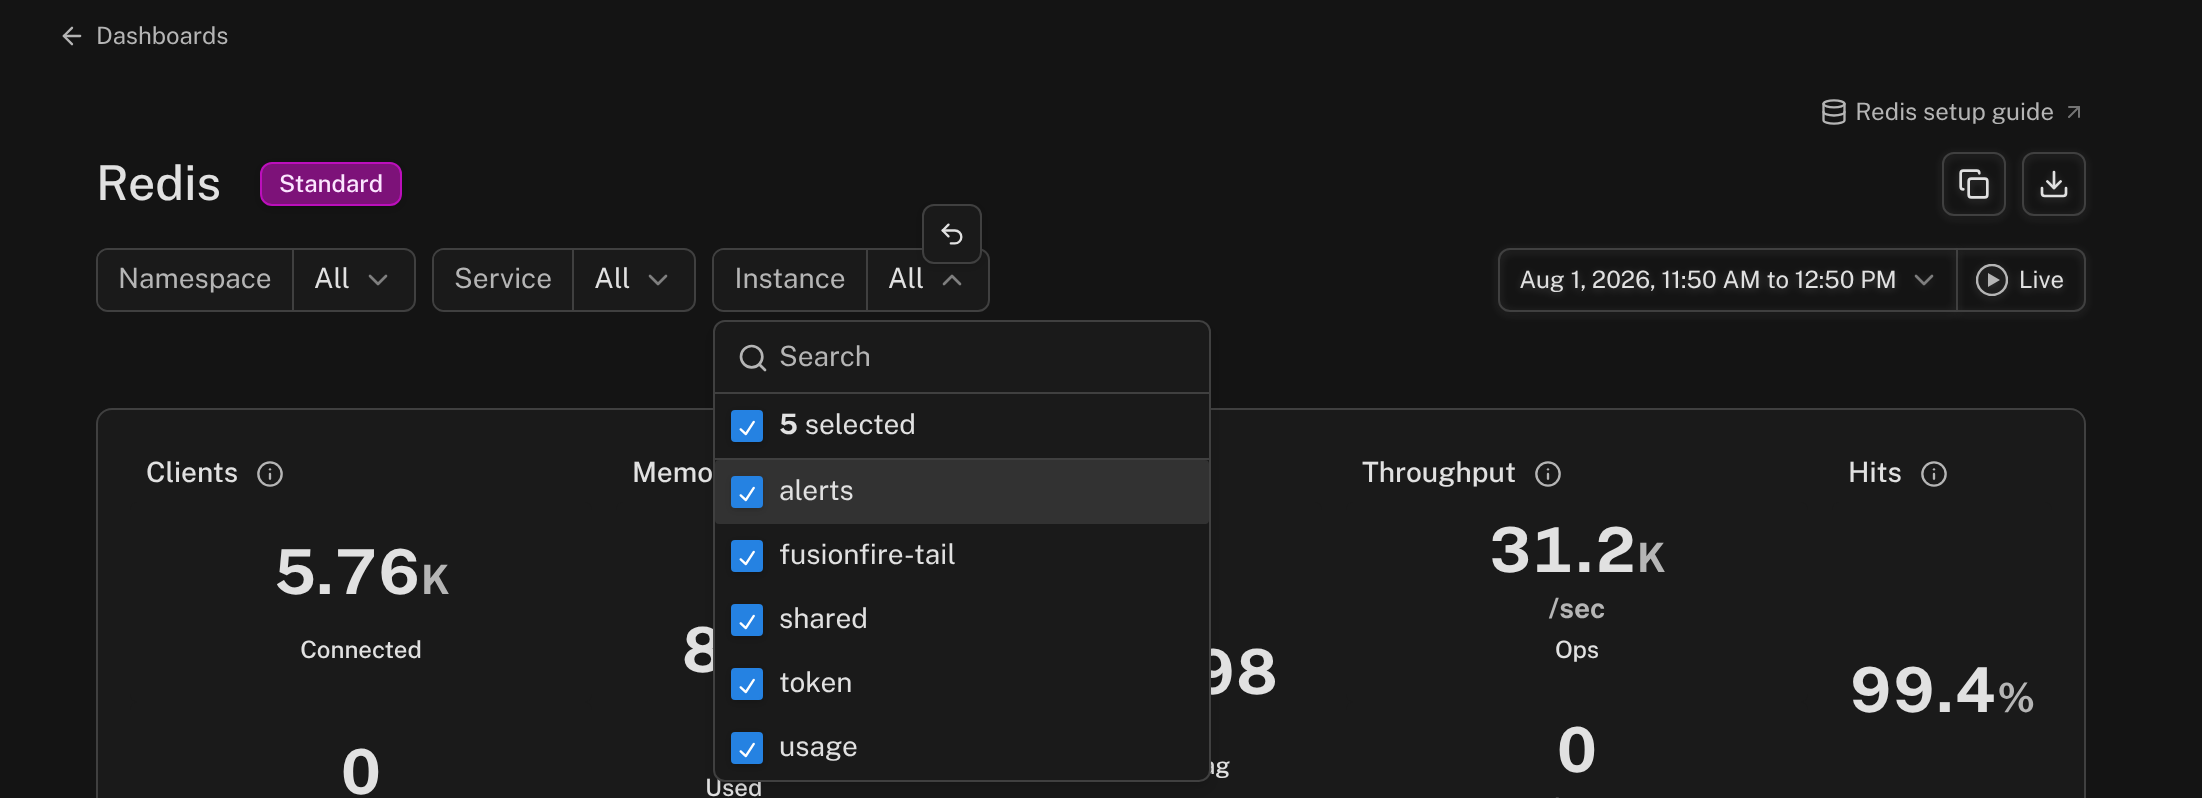 Dashboards
Redis setup guide
Redis
Standard
Namespace All
Service All
Instance All
Aug 1, 2026, 11:50 AM to 12:50 PM
Live
Search
5 selected
alerts
fusionfire-tail
shared
token
usage
Clients
5.76K
Connected
0
Memo
8
Used
98
ng
Throughput
31.2K
/sec
Ops
0
Hits
99.4%